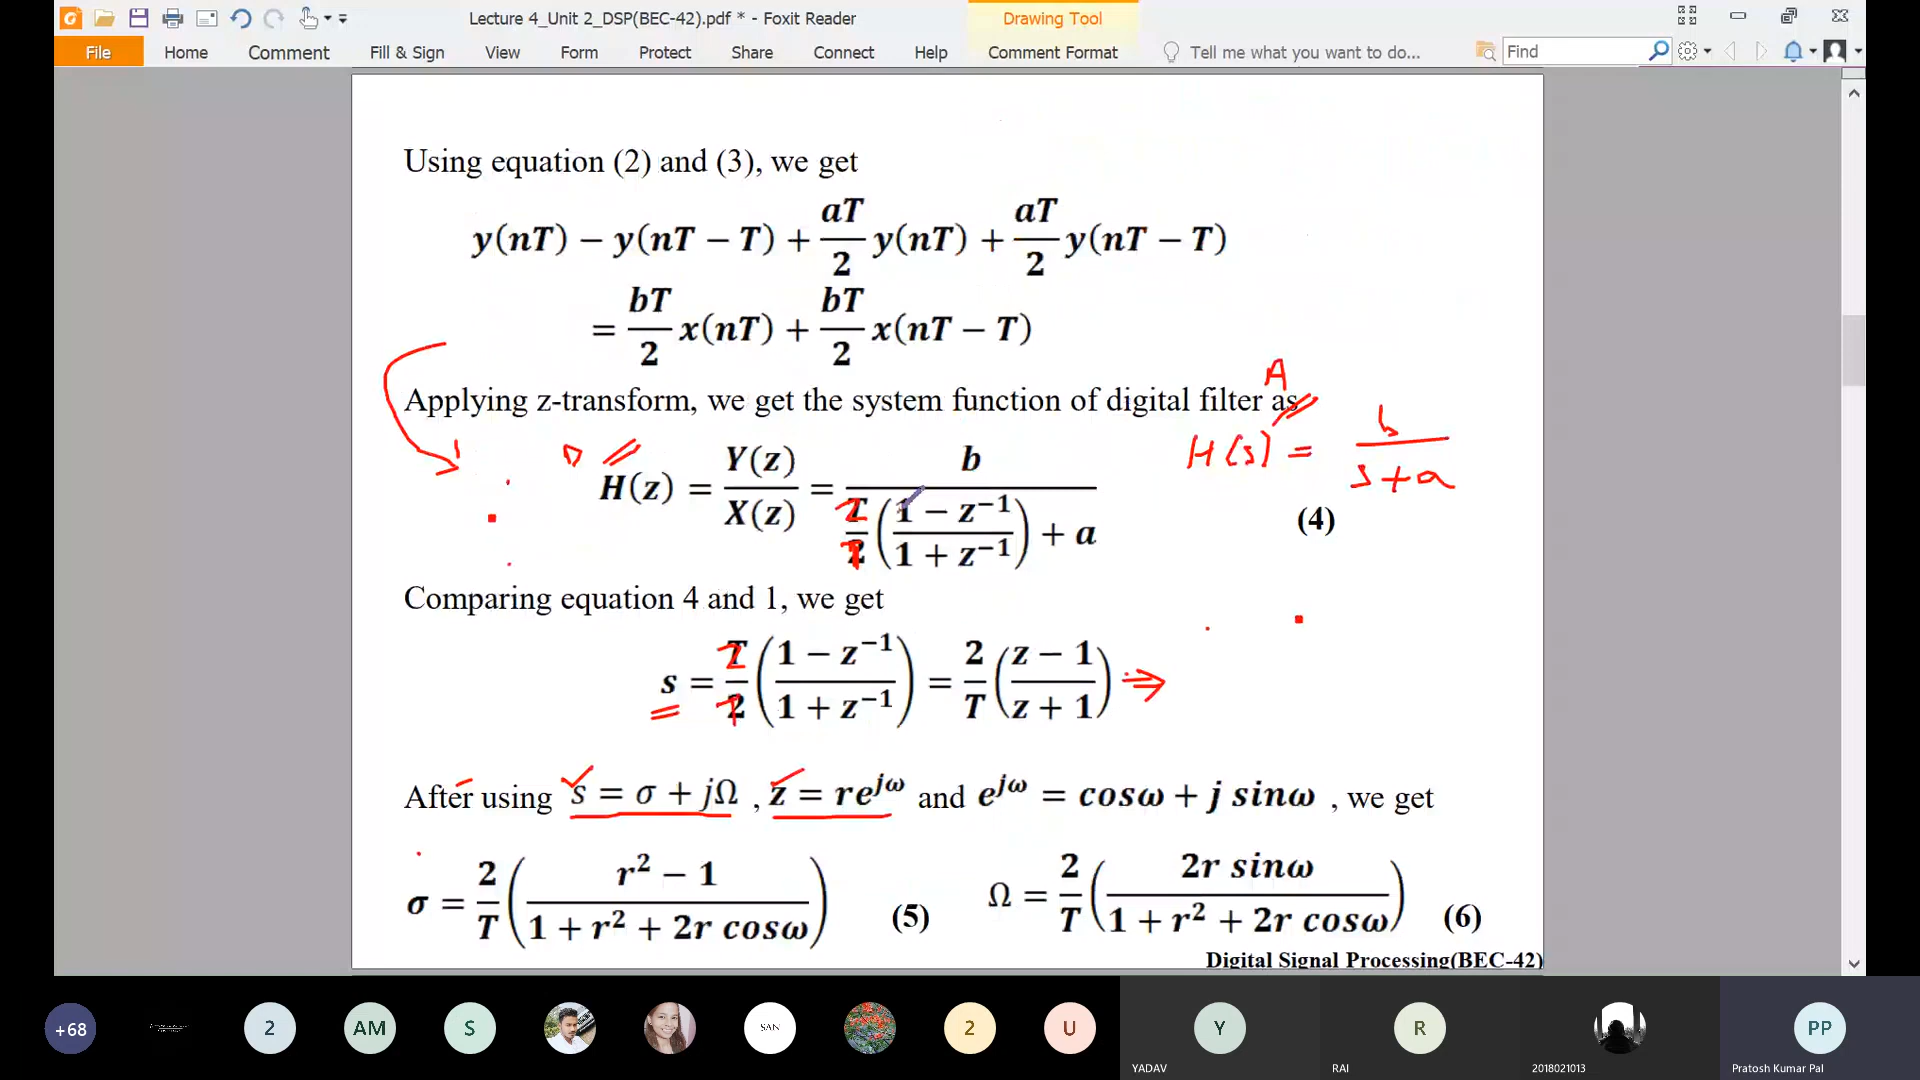 Lecture 4_Unit 2_DSP(BEC-42).pdf * - Foxit Reader
Drawing Tool
File Home Comment Fill & Sign View Form Protect Share Connect Help Comment Format Tell me what you want to do... Find
Using equation (2) and (3), we get
y(nT) − y(nT − T) + aT/2 y(nT) + aT/2 y(nT − T)
= bT/2 x(nT) + bT/2 x(nT − T)
A
Applying z-transform, we get the system function of digital filter as
D H(z) = Y(z)/X(z) = b / (2/T ((1 − z⁻¹)/(1 + z⁻¹)) + a) (4)
H(s) = b/(s+a)
Comparing equation 4 and 1, we get
s = 2/T ((1 − z⁻¹)/(1 + z⁻¹)) = 2/T ((z − 1)/(z + 1)) ⇒
After using s = σ + jΩ , z = re^{jω} and e^{jω} = cosω + j sinω , we get
σ = 2/T ((r² − 1)/(1 + r² + 2r cosω)) (5) Ω = 2/T (2r sinω/(1 + r² + 2r cosω)) (6)
Digital Signal Processing(BEC-42)
+68 2 AM S SAN 2 U Y R PP
YADAV RAI 2018021013 Pratosh Kumar Pal